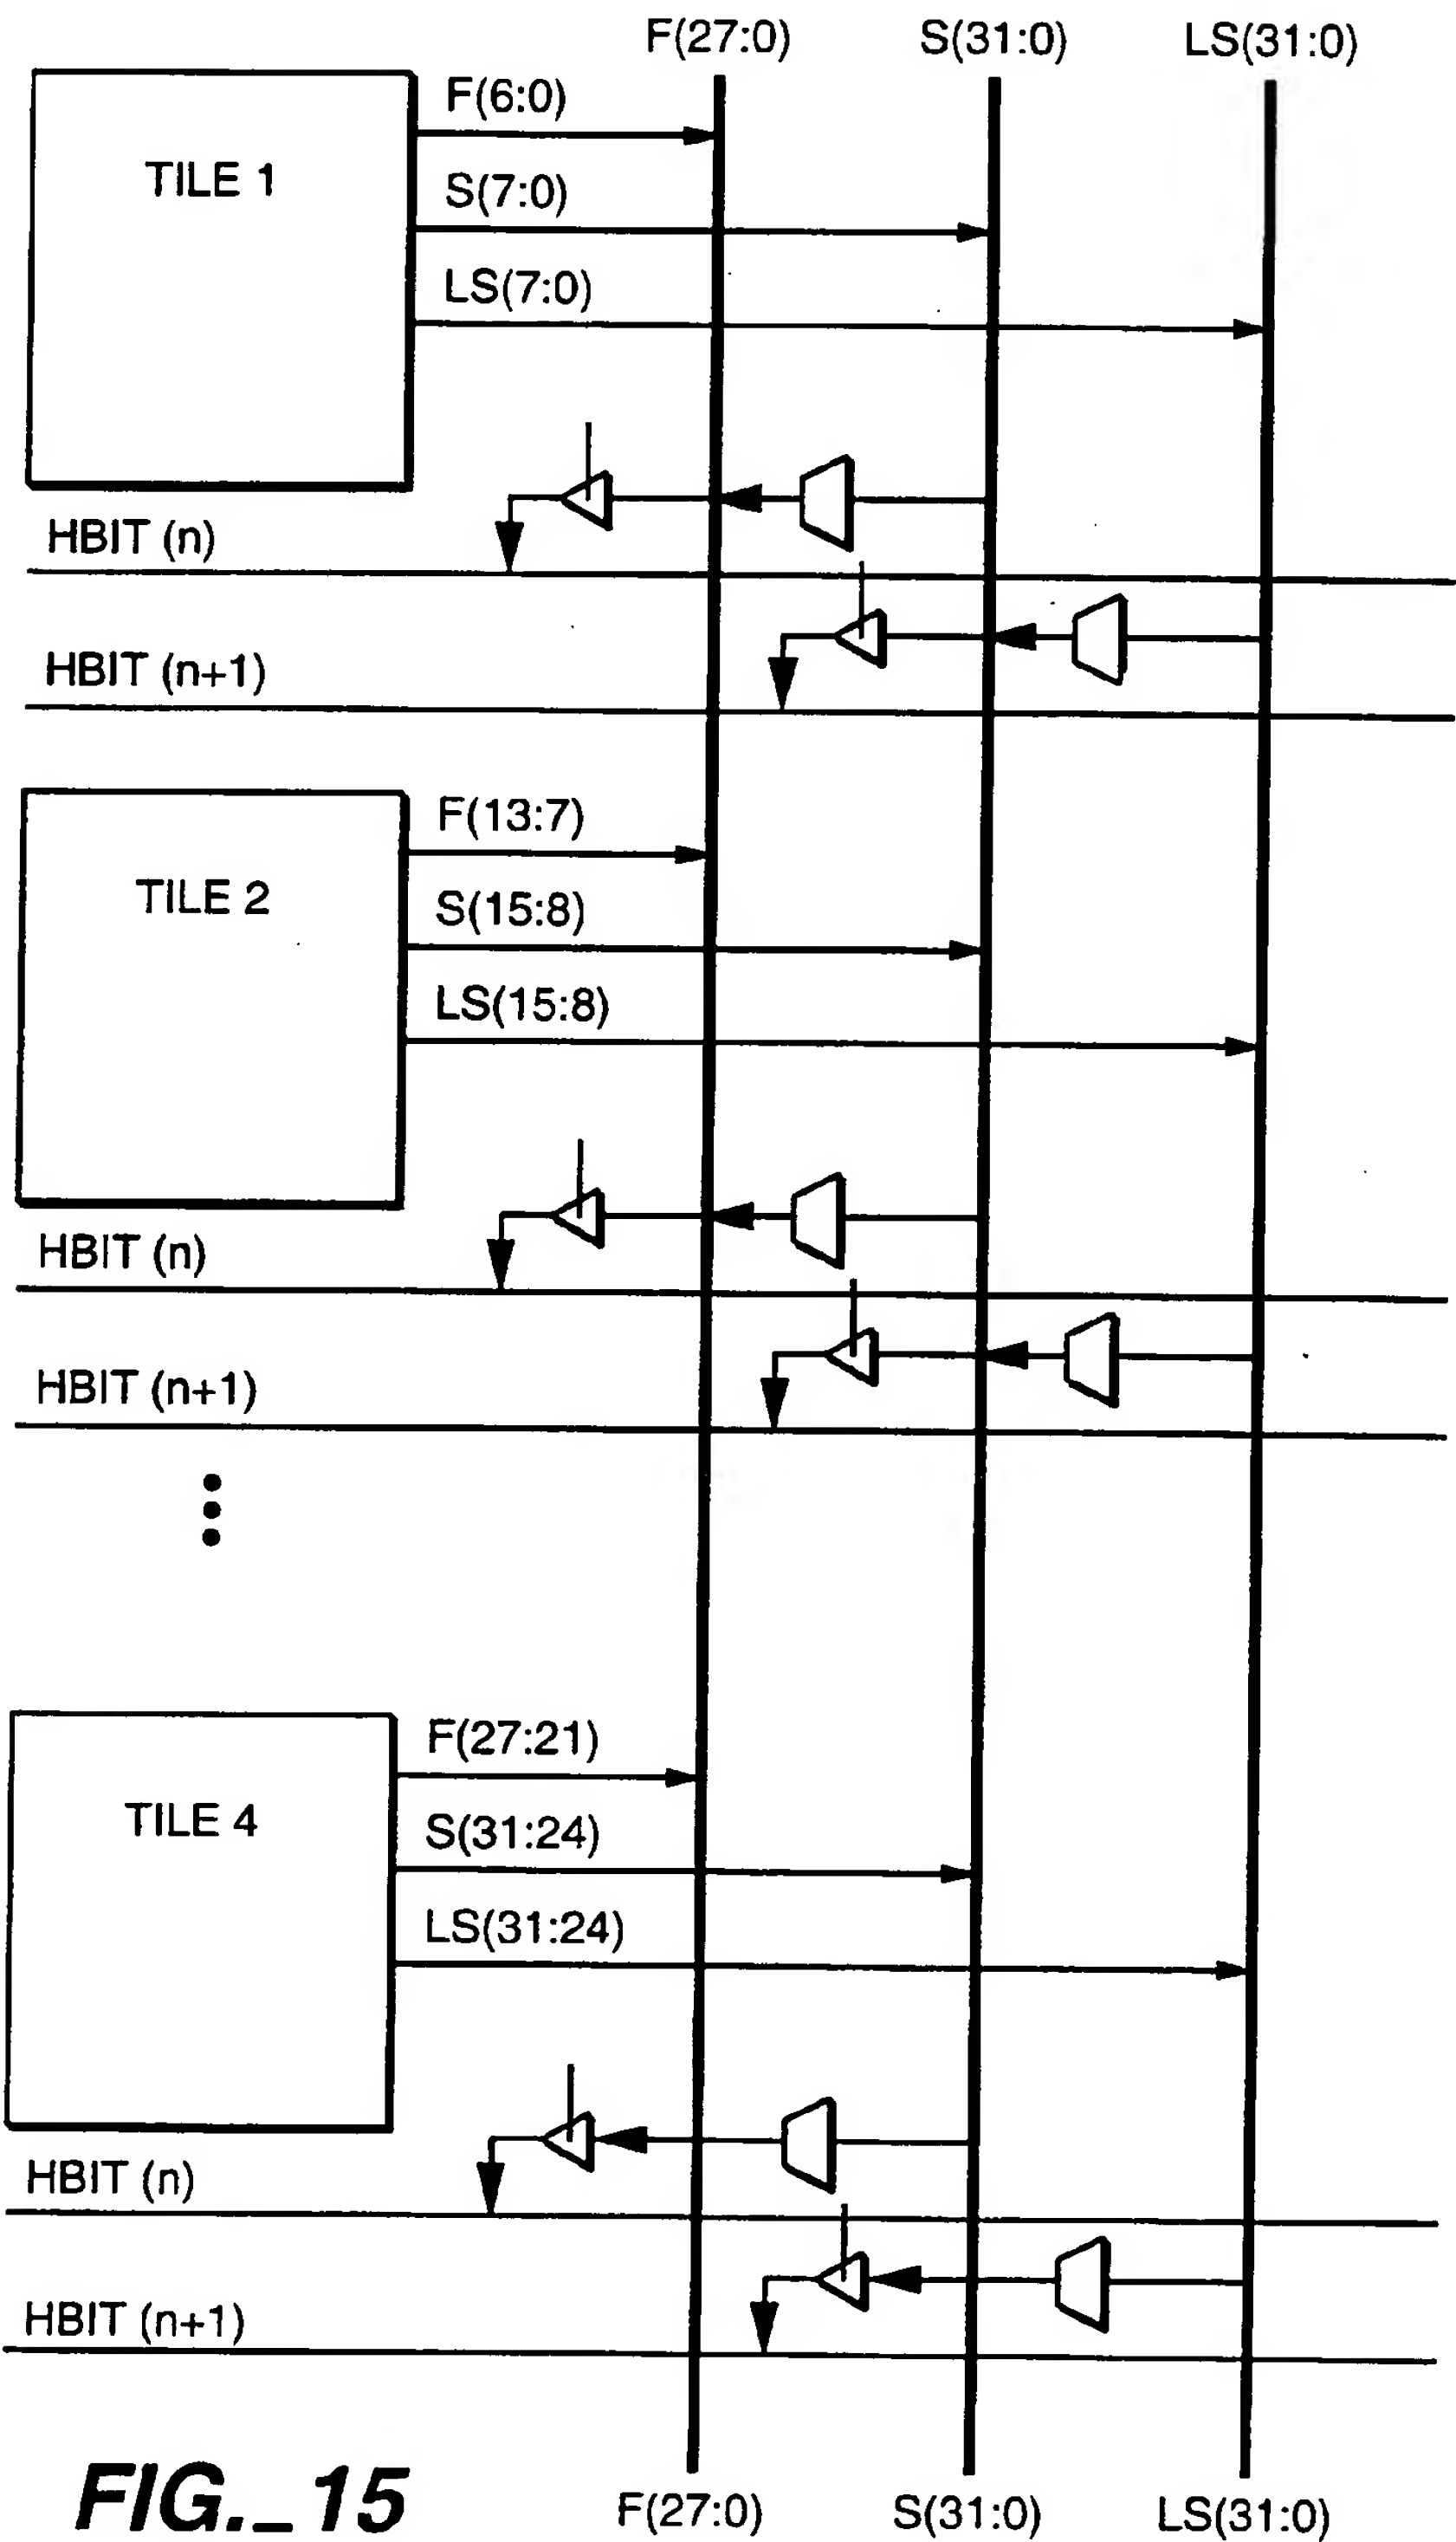 F(27:0) S(31:0) LS(31:0)
F(6:0)
TILE 1
S(7:0)
LS(7:0)
HBIT (n)
HBIT (n+1)
F(13:7)
TILE 2
S(15:8)
LS(15:8)
HBIT (n)
HBIT (n+1)
F(27:21)
TILE 4
S(31:24)
LS(31:24)
HBIT (n)
HBIT (n+1)
FIG._15
F(27:0) S(31:0) LS(31:0)